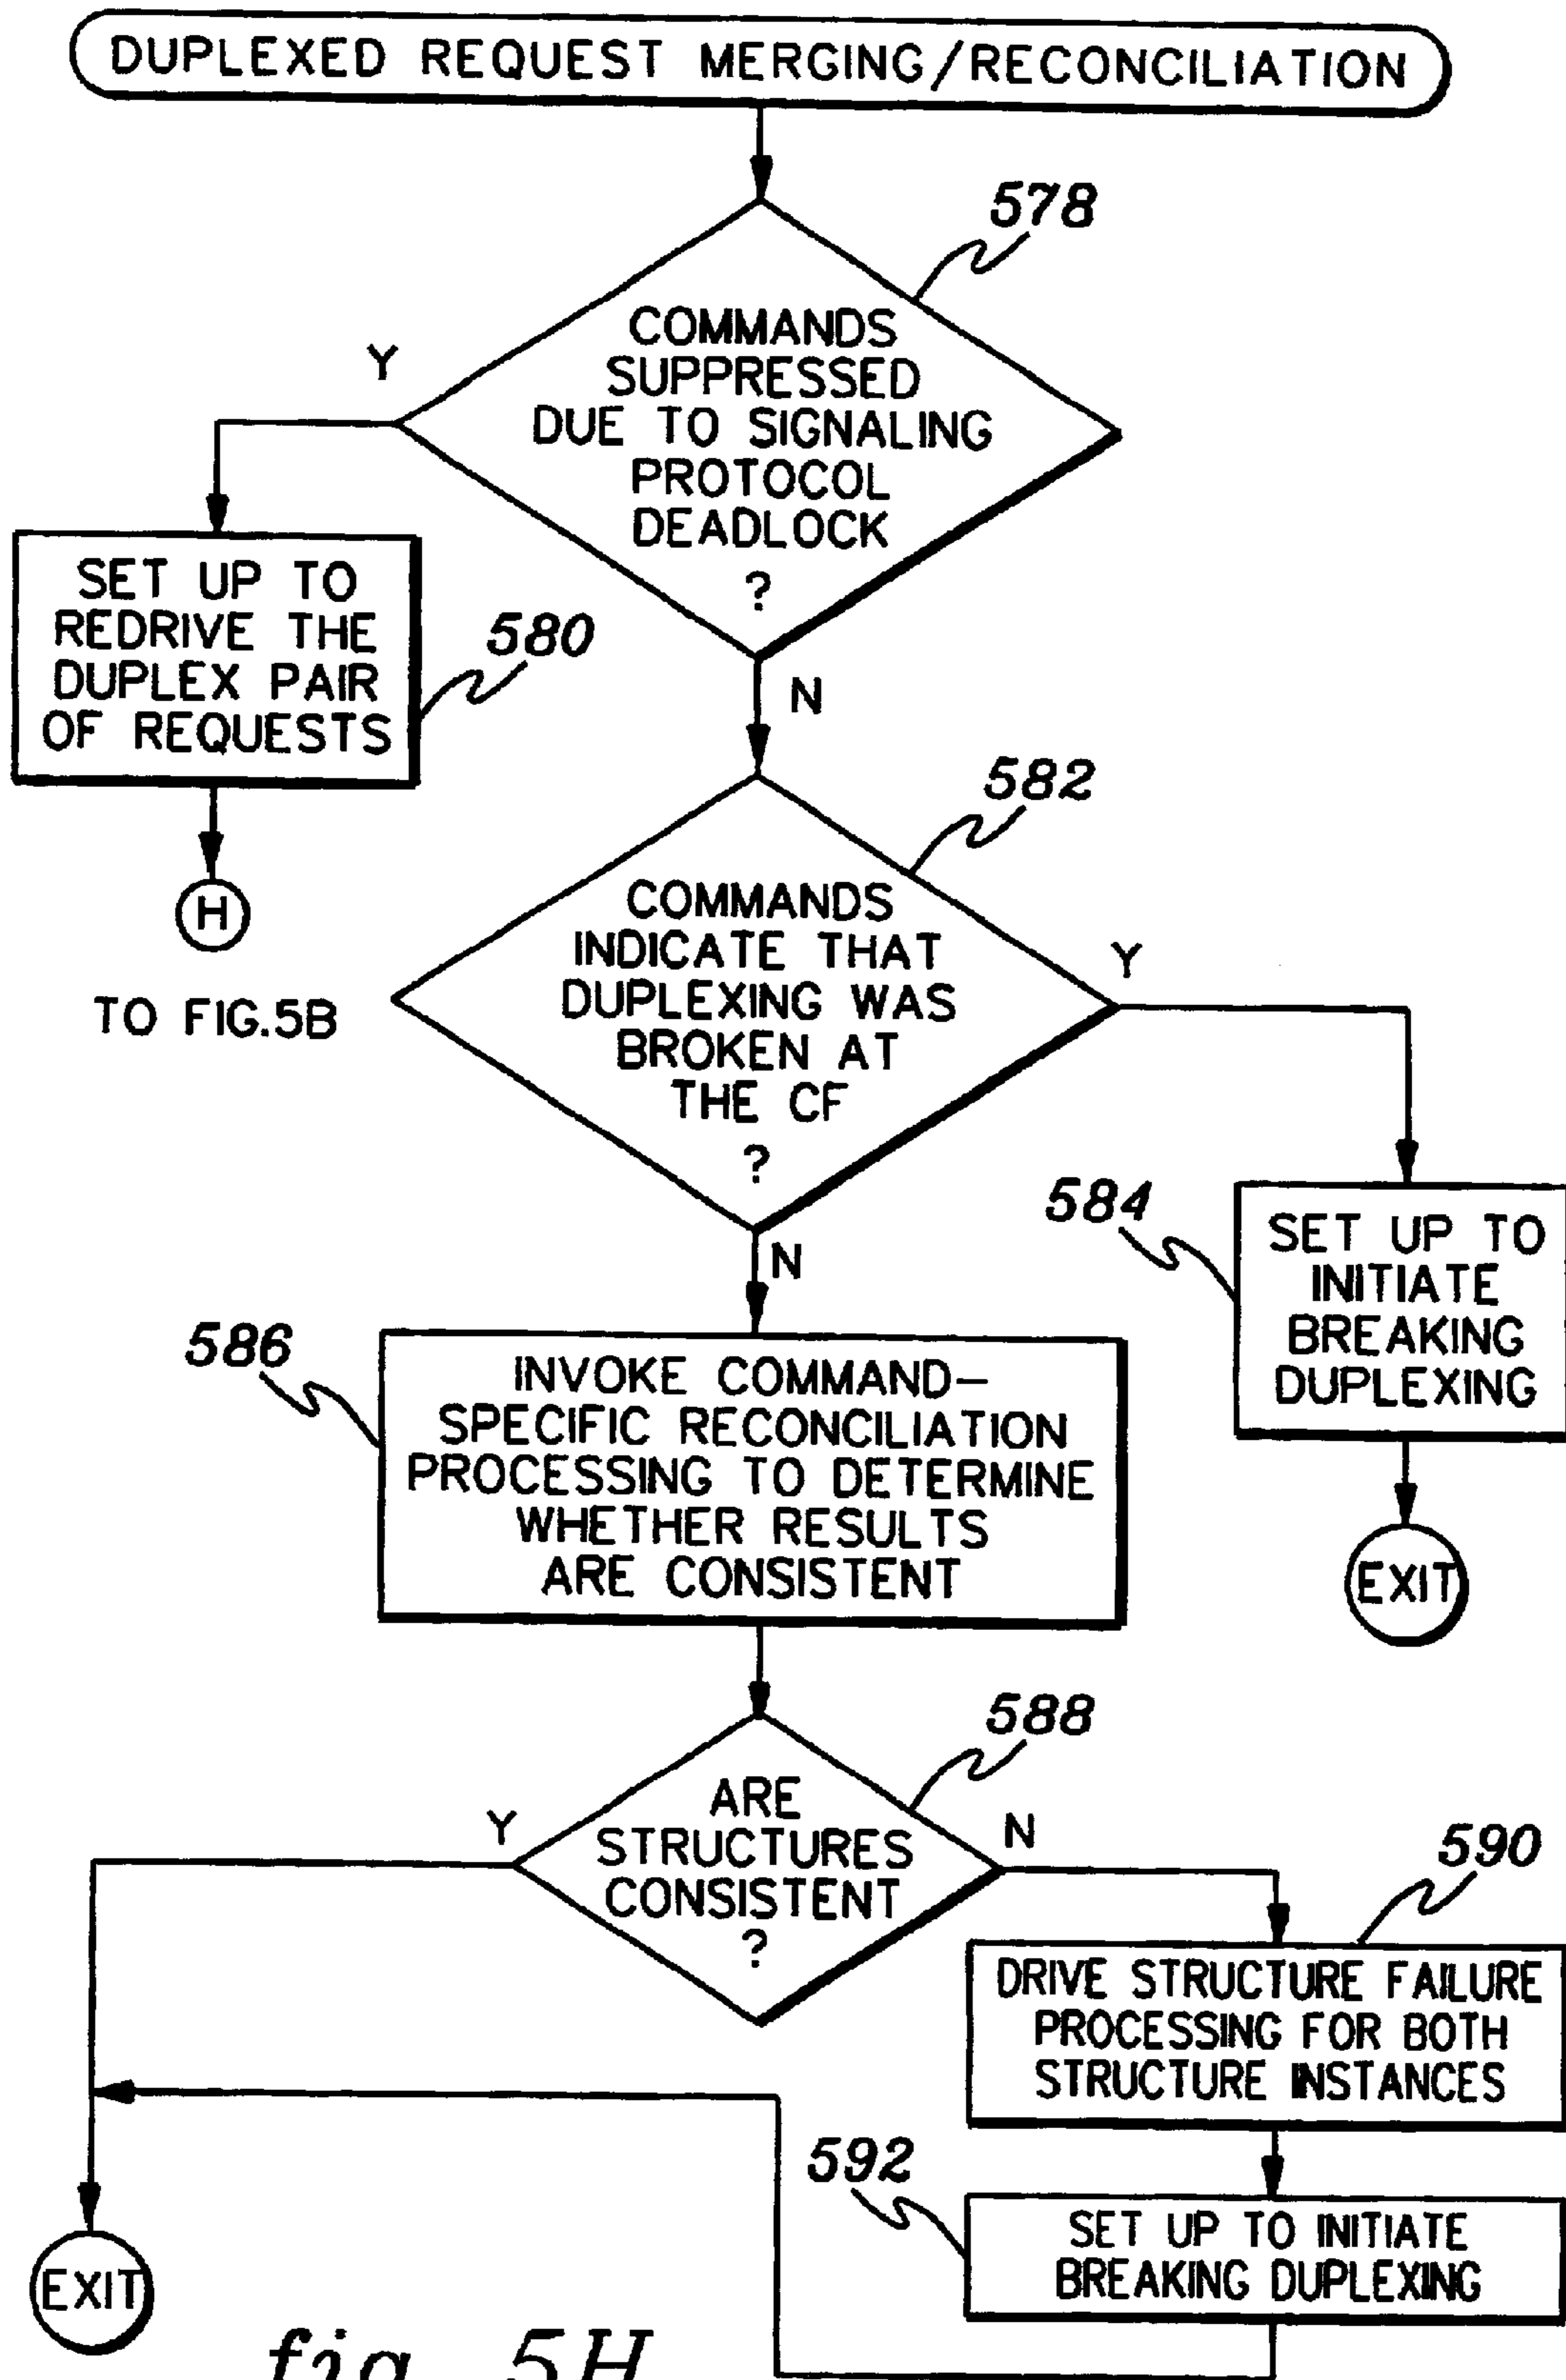 DUPLEXED REQUEST MERGING/RECONCILIATION
578
COMMANDS
SUPPRESSED
DUE TO SIGNALING
PROTOCOL
DEADLOCK
?
Y
N
SET UP TO
REDRIVE THE
DUPLEX PAIR
OF REQUESTS
580
H
TO FIG.5B
582
COMMANDS
INDICATE THAT
DUPLEXING WAS
BROKEN AT
THE CF
?
Y
N
584
SET UP TO
INITIATE
BREAKING
DUPLEXING
EXIT
586
INVOKE COMMAND–
SPECIFIC RECONCILIATION
PROCESSING TO DETERMINE
WHETHER RESULTS
ARE CONSISTENT
588
ARE
STRUCTURES
CONSISTENT
?
Y
N
590
DRIVE STRUCTURE FAILURE
PROCESSING FOR BOTH
STRUCTURE INSTANCES
592
SET UP TO INITIATE
BREAKING DUPLEXING
EXIT
fig. 5H